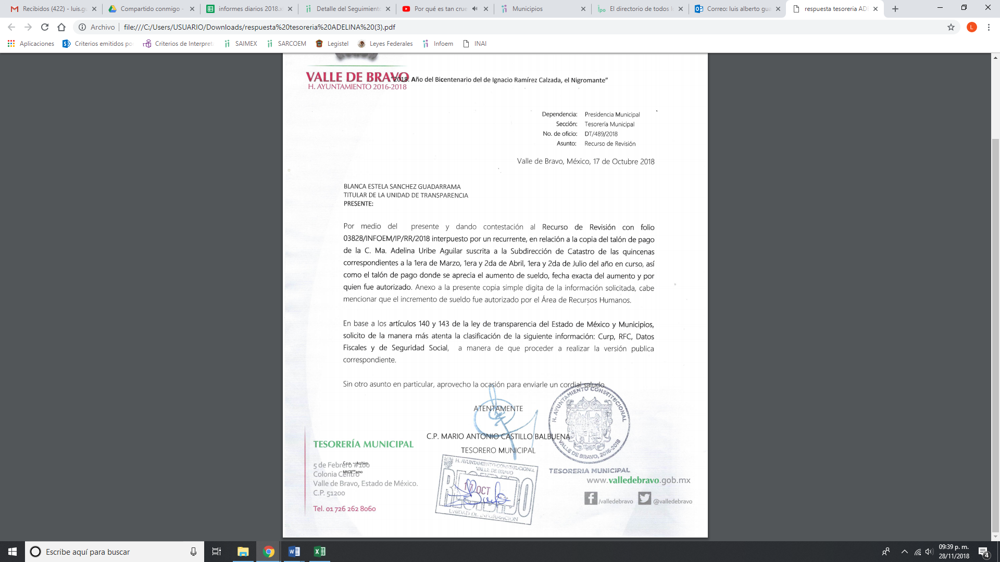 Recibidos (422) - luis.gu
Compartido conmigo -
informes diarios 2018.x
Detalle del Seguimiento
Por qué es tan crue
Municipios
El directorio de todos l
Correo: luis alberto gua
respuesta tesoreria AD
Archivo
file:///C:/Users/USUARIO/Downloads/respuesta%20tesoreria%20ADELINA%20(3).pdf
L
Aplicaciones
Criterios emitidos po
Criterios de Interpret
SAIMEX
SARCOEM
Legistel
Leyes Federales
Infoem
INAI
VALLE DE BRAVO
H. AYUNTAMIENTO 2016-2018
“2018. Año del Bicentenario del de Ignacio Ramírez Calzada, el Nigromante”
Dependencia: Presidencia Municipal
Sección: Tesorería Municipal
No. de oficio: DT/489/2018
Asunto: Recurso de Revisión
Valle de Bravo, México, 17 de Octubre 2018
BLANCA ESTELA SANCHEZ GUADARRAMA
TITULAR DE LA UNIDAD DE TRANSPARENCIA
PRESENTE:
Por medio del presente y dando contestación al Recurso de Revisión con folio
03828/INFOEM/IP/RR/2018 interpuesto por un recurrente, en relación a la copia del talón de pago
de la C. Ma. Adelina Uribe Aguilar suscrita a la Subdirección de Catastro de las quincenas
correspondientes a la 1era de Marzo, 1era y 2da de Abril, 1era y 2da de Julio del año en curso, así
como el talón de pago donde se aprecia el aumento de sueldo, fecha exacta del aumento y por
quien fue autorizado. Anexo a la presente copia simple digita de la información solicitada, cabe
mencionar que el incremento de sueldo fue autorizado por el Área de Recursos Humanos.
En base a los artículos 140 y 143 de la ley de transparencia del Estado de México y Municipios,
solicito de la manera más atenta la clasificación de la siguiente información: Curp, RFC, Datos
Fiscales y de Seguridad Social, a manera de que proceder a realizar la versión publica
correspondiente.
Sin otro asunto en particular, aprovecho la ocasión para enviarle un cordial saludo
ATENTAMENTE
C.P. MARIO ANTONIO CASTILLO BALBUENA
TESORERO MUNICIPAL
H. AYUNTAMIENTO CONSTITUCIONAL
VALLE DE BRAVO, 2016-2018
TESORERIA MUNICIPAL
H. AYUNTAMIENTO CONSTITUCIONAL
VALLE DE BRAVO
RECIBIDO
17 OCT
UNIDAD DE INFORMACION
TESORERÍA MUNICIPAL
C.c.p. - Archivo
MACB**amo
5 de Febrero #100
Colonia Centro
Valle de Bravo, Estado de México.
C.P. 51200
Tel. 01 726 262 8060
www.valledebravo.gob.mx
/valledebravo
@valledebravo
Escribe aquí para buscar
09:39 p. m.
28/11/2018
4